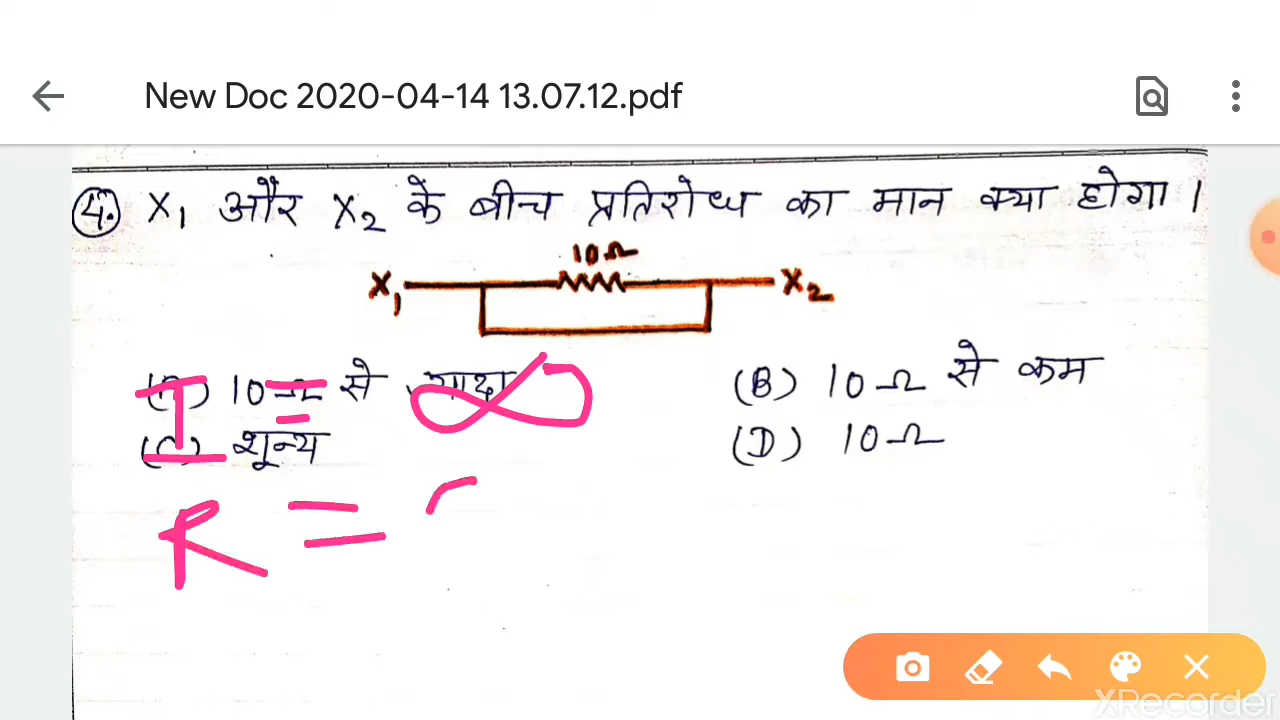 New Doc 2020-04-14 13.07.12.pdf
4. X1 और X2 के बीच प्रतिरोध का मान क्या होगा।
10Ω
X1
X2
(A) 10Ω से ज्यादा
(B) 10Ω से कम
(C) शून्य
(D) 10Ω
I = ∞
R =
XRecorder